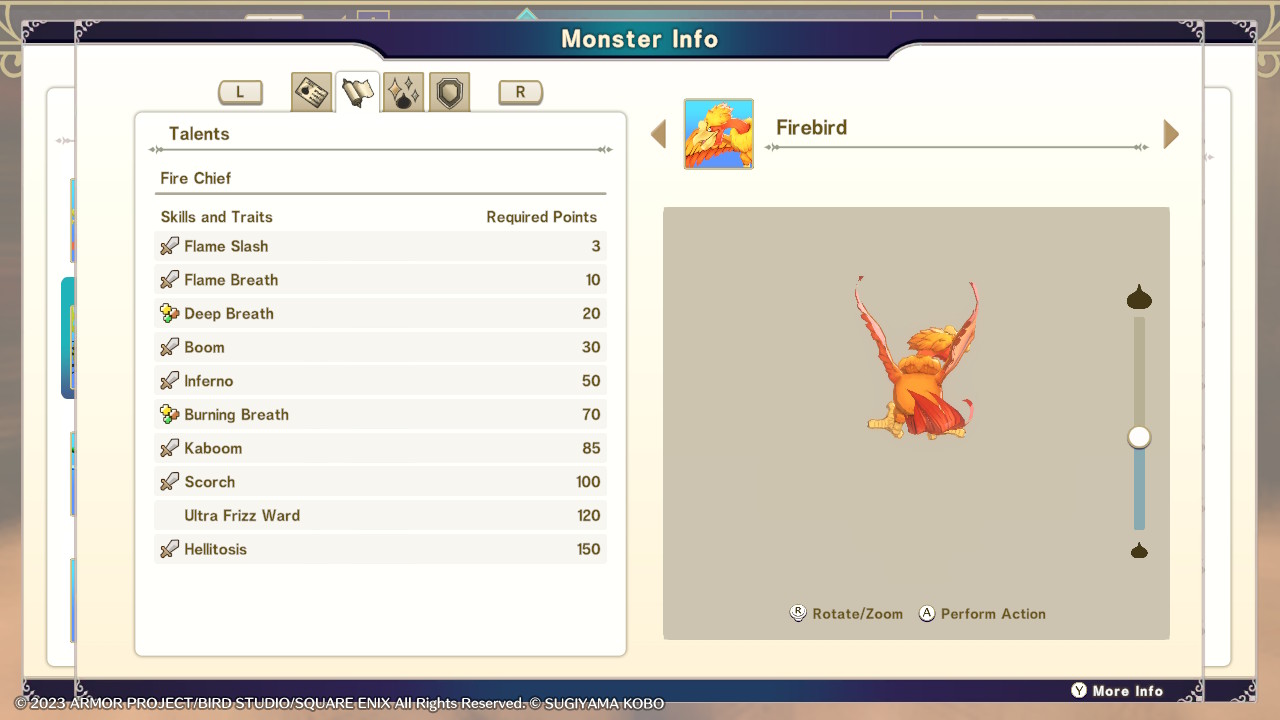 Monster Info
L
R
Talents
Fire Chief
Skills and Traits Required Points
Flame Slash 3
Flame Breath 10
Deep Breath 20
Boom 30
Inferno 50
Burning Breath 70
Kaboom 85
Scorch 100
Ultra Frizz Ward 120
Hellitosis 150
Firebird
R Rotate/Zoom A Perform Action
Y More Info
© 2023 ARMOR PROJECT/BIRD STUDIO/SQUARE ENIX All Rights Reserved. © SUGIYAMA KOBO